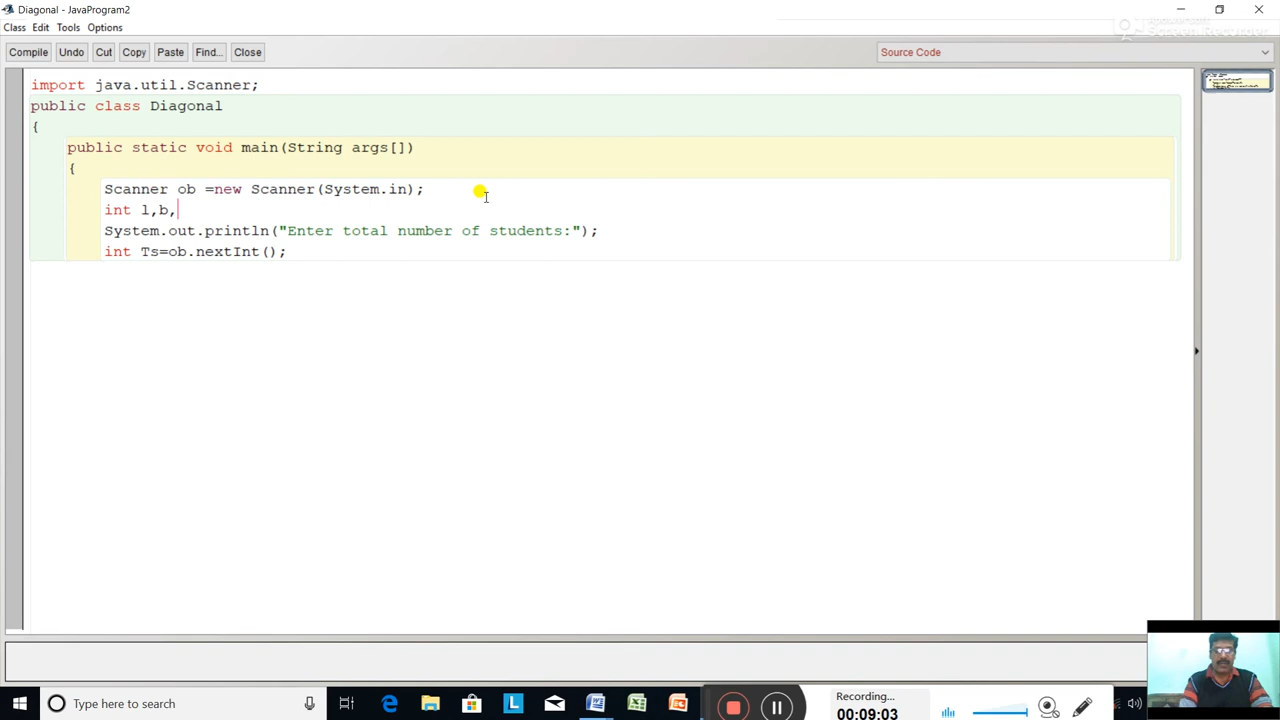 Diagonal - JavaProgram2
Class Edit Tools Options
Compile Undo Cut Copy Paste Find... Close Source Code
import java.util.Scanner;
public class Diagonal
{
public static void main(String args[])
{
Scanner ob =new Scanner(System.in);
int l,b,
System.out.println("Enter total number of students:");
int Ts=ob.nextInt();
Type here to search
Recording...
00:09:03